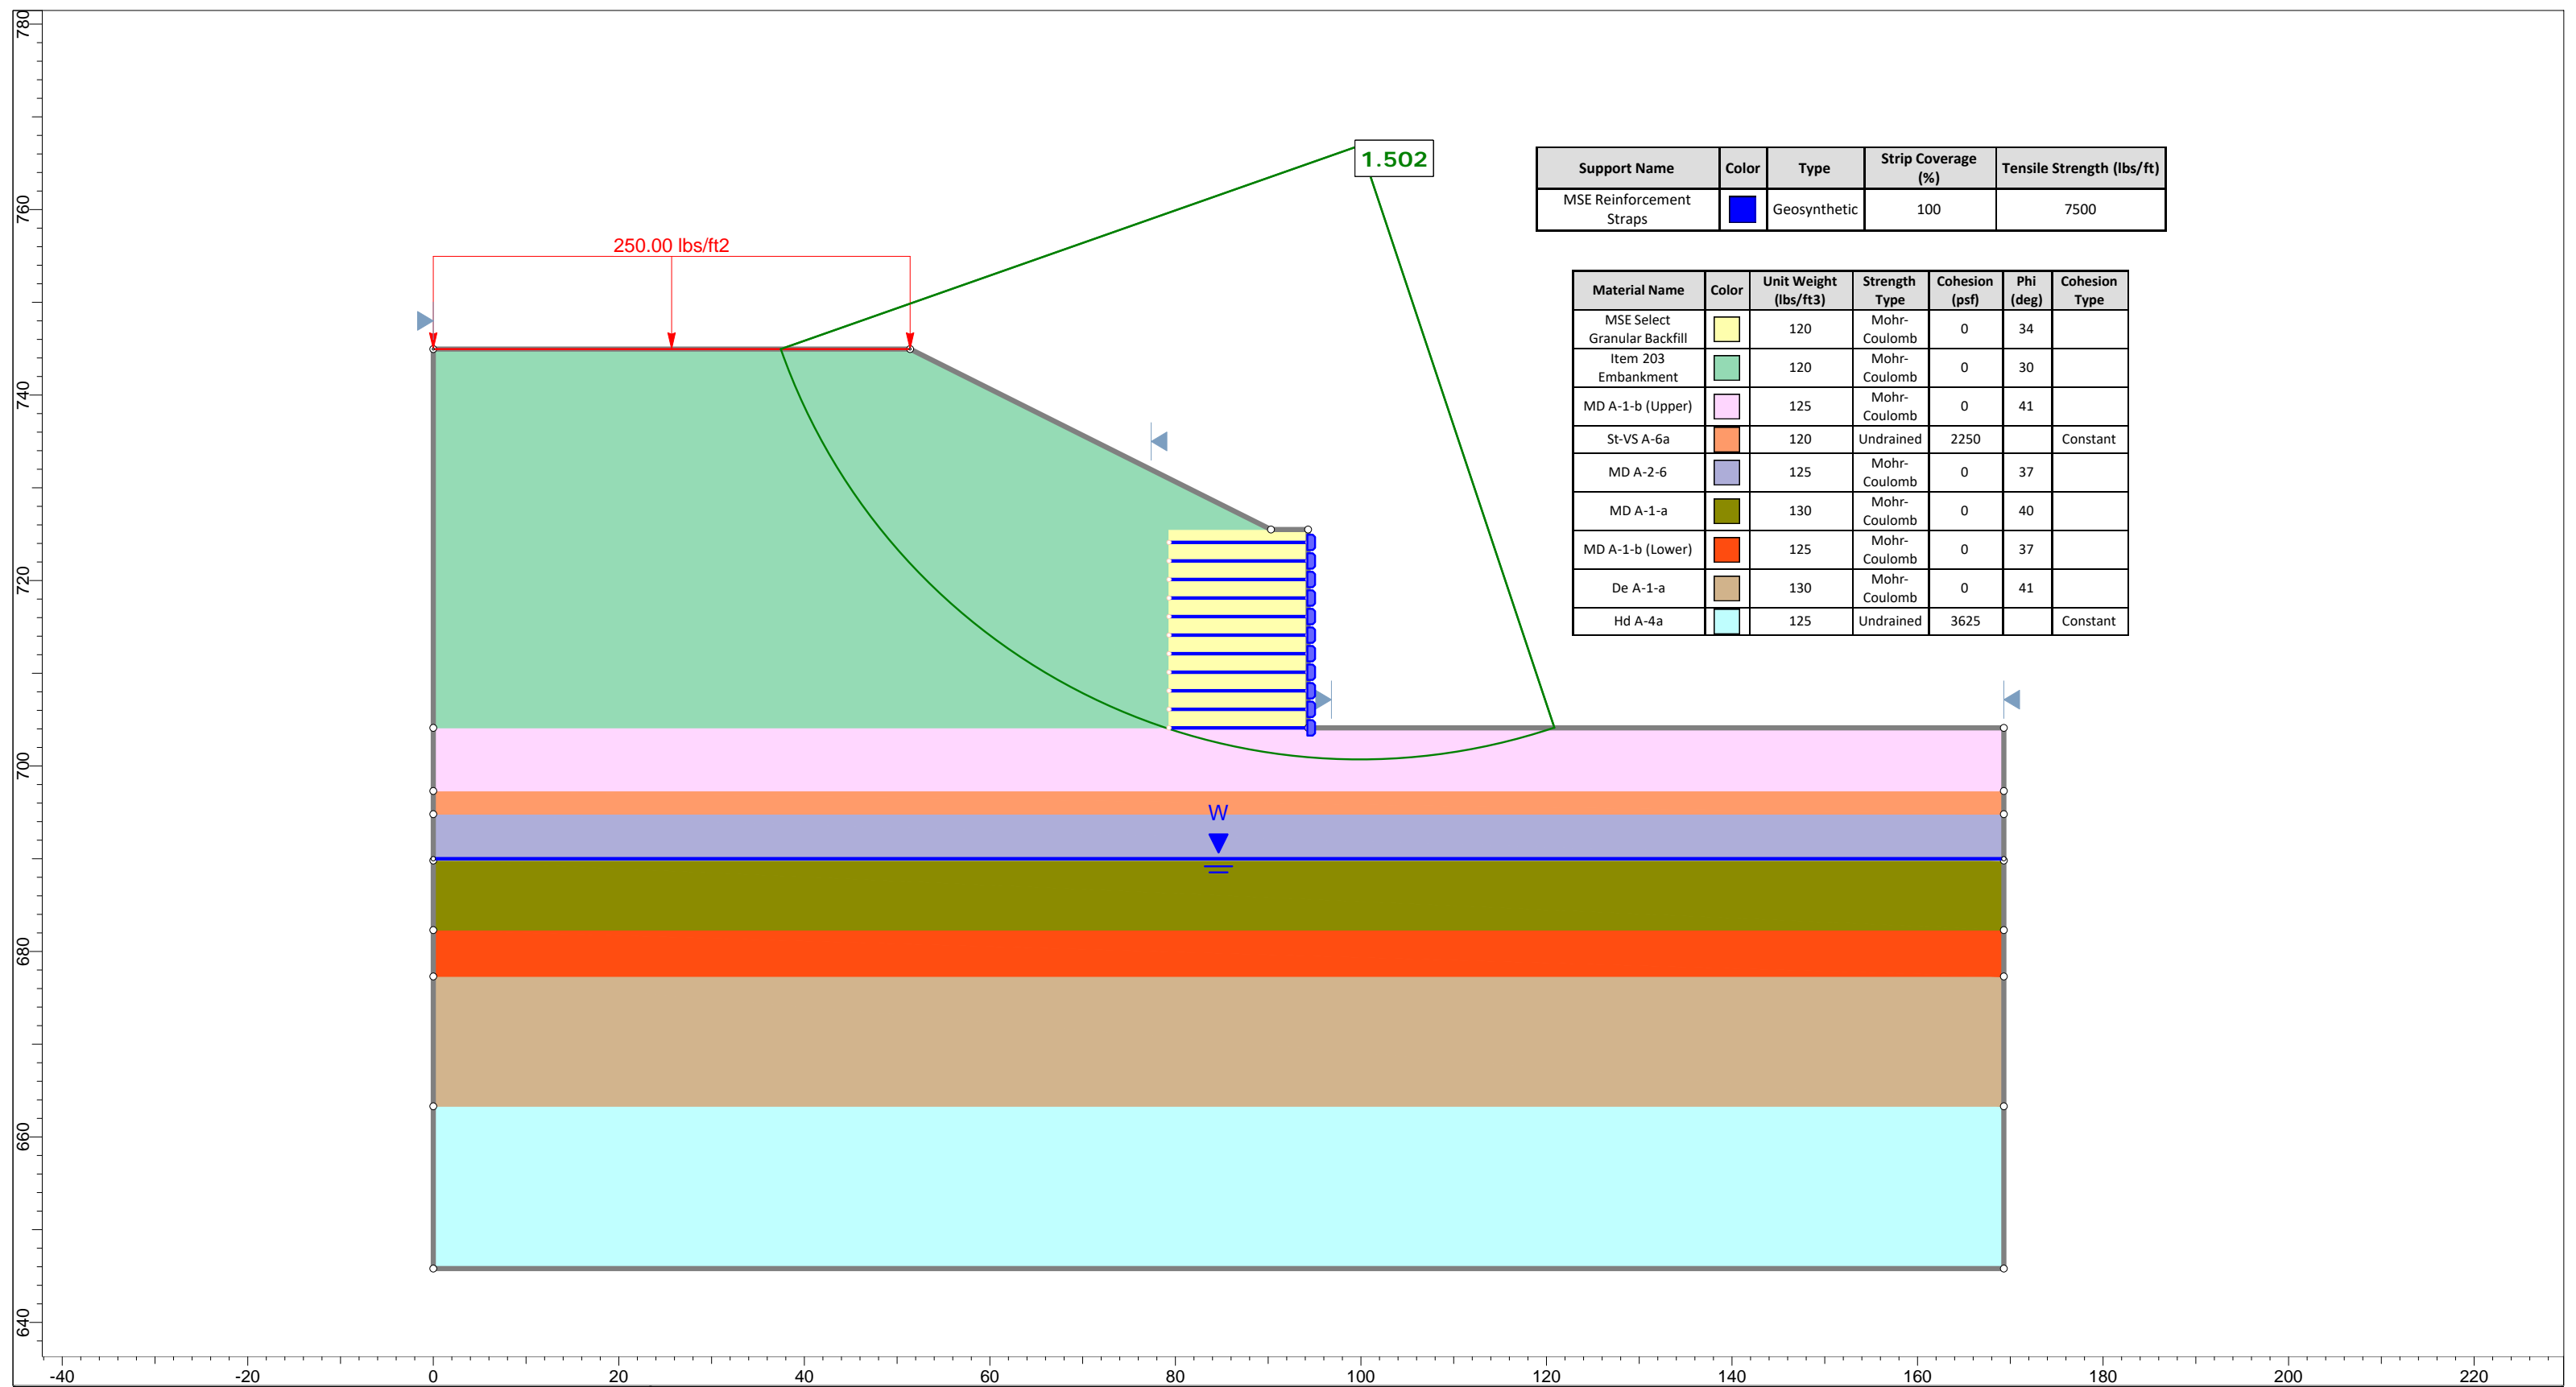 780
760
740
720
700
680
660
640
-40
-20
0
20
40
60
80
100
120
140
160
180
200
220
250.00 lbs/ft2
1.502
W
Support Name Color Type Strip Coverage (%) Tensile Strength (lbs/ft)
MSE Reinforcement Straps Geosynthetic 100 7500
Material Name Color Unit Weight (lbs/ft3) Strength Type Cohesion (psf) Phi (deg) Cohesion Type
MSE Select Granular Backfill 120 Mohr-Coulomb 0 34
Item 203 Embankment 120 Mohr-Coulomb 0 30
MD A-1-b (Upper) 125 Mohr-Coulomb 0 41
St-VS A-6a 120 Undrained 2250 Constant
MD A-2-6 125 Mohr-Coulomb 0 37
MD A-1-a 130 Mohr-Coulomb 0 40
MD A-1-b (Lower) 125 Mohr-Coulomb 0 37
De A-1-a 130 Mohr-Coulomb 0 41
Hd A-4a 125 Undrained 3625 Constant